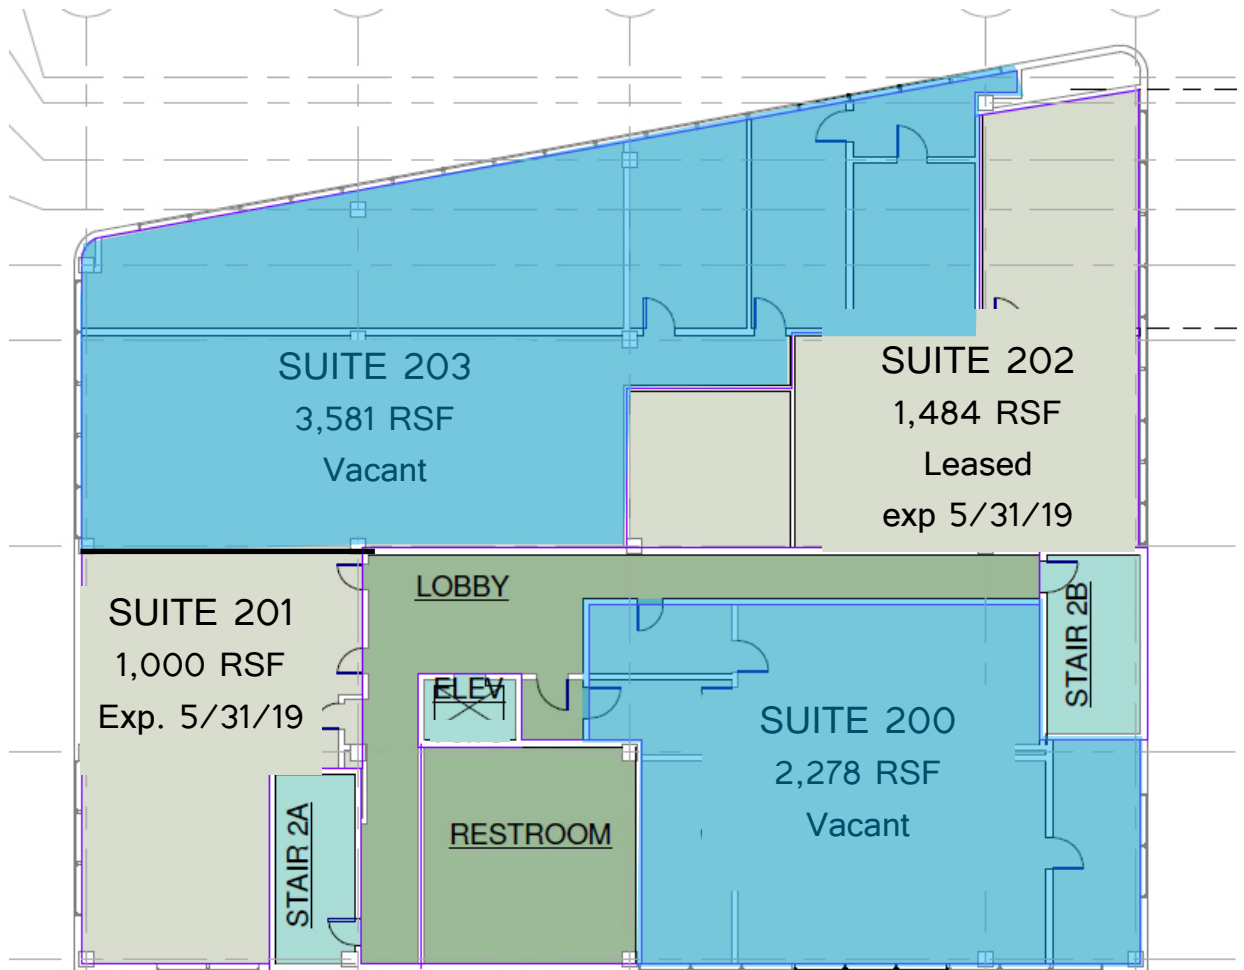 SUITE 203
3,581 RSF
Vacant
SUITE 202
1,484 RSF
Leased
exp 5/31/19
LOBBY
SUITE 201
1,000 RSF
Exp. 5/31/19
ELEV
STAIR 2B
SUITE 200
2,278 RSF
Vacant
RESTROOM
STAIR 2A